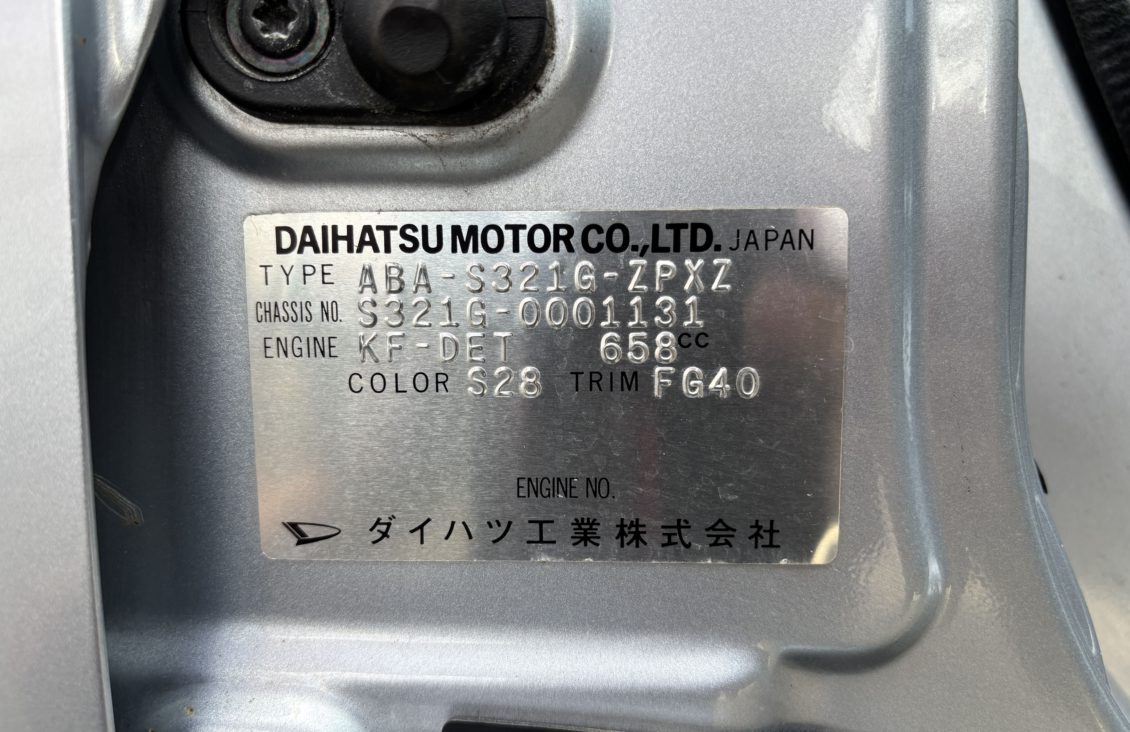 DAIHATSU MOTOR CO.,LTD. JAPAN
TYPE ABA-S321G-ZPXZ
CHASSIS NO. S321G-0001131
ENGINE KF-DET 658CC
COLOR S28 TRIM FG40
ENGINE NO.
ダイハツ工業株式会社